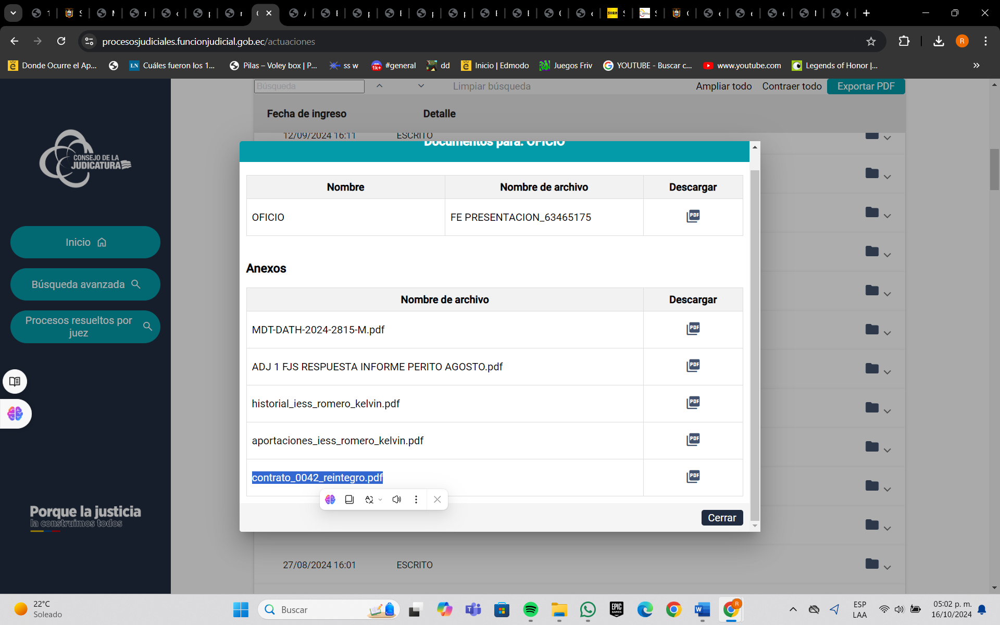 procesosjudiciales.funcionjudicial.gob.ec/actuaciones
R
Donde Ocurre el Ap...
Cuáles fueron los 1...
Pilas – Voley box | P...
ss w
#general
dd
Inicio | Edmodo
Juegos Friv
YOUTUBE - Buscar c...
www.youtube.com
Legends of Honor |...
»
Búsqueda
Limpiar búsqueda
Ampliar todo
Contraer todo
Exportar PDF
Fecha de ingreso
Detalle
12/09/2024 16:11
ESCRITO
CONSEJO DE LA
JUDICATURA
Inicio
Búsqueda avanzada
Procesos resueltos por
juez
Porque la justicia
la construimos todos
Documentos para: OFICIO
Nombre
Nombre de archivo
Descargar
OFICIO
FE PRESENTACION_63465175
PDF
Anexos
Nombre de archivo
Descargar
MDT-DATH-2024-2815-M.pdf
PDF
ADJ 1 FJS RESPUESTA INFORME PERITO AGOSTO.pdf
PDF
historial_iess_romero_kelvin.pdf
PDF
aportaciones_iess_romero_kelvin.pdf
PDF
contrato_0042_reintegro.pdf
PDF
Cerrar
27/08/2024 16:01
ESCRITO
22°C
Soleado
Buscar
EPIC
GAMES
R
ESP
LAA
05:02 p. m.
16/10/2024